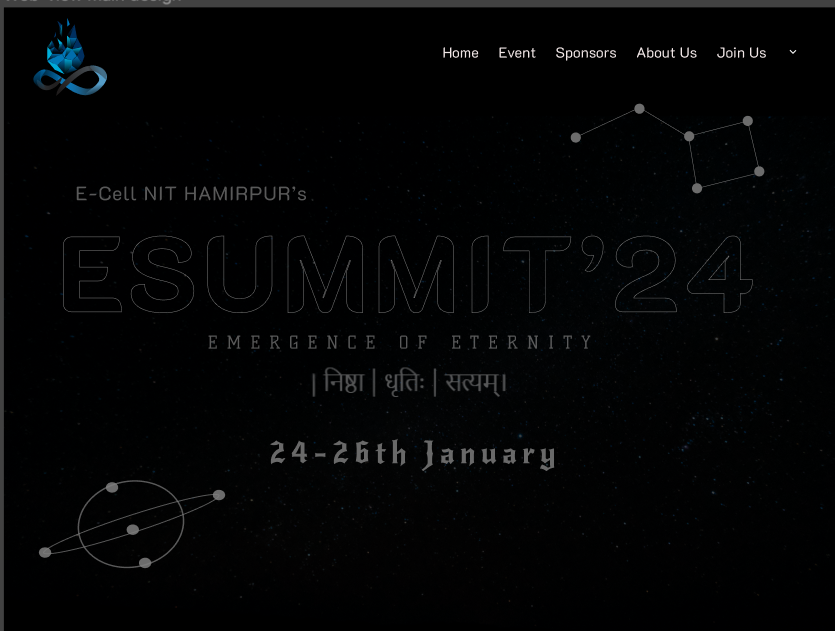 Home Event Sponsors About Us Join Us
E-Cell NIT HAMIRPUR's
ESUMMIT'24
EMERGENCE OF ETERNITY
| निष्ठा | धृतिः | सत्यम्।
24-26th January